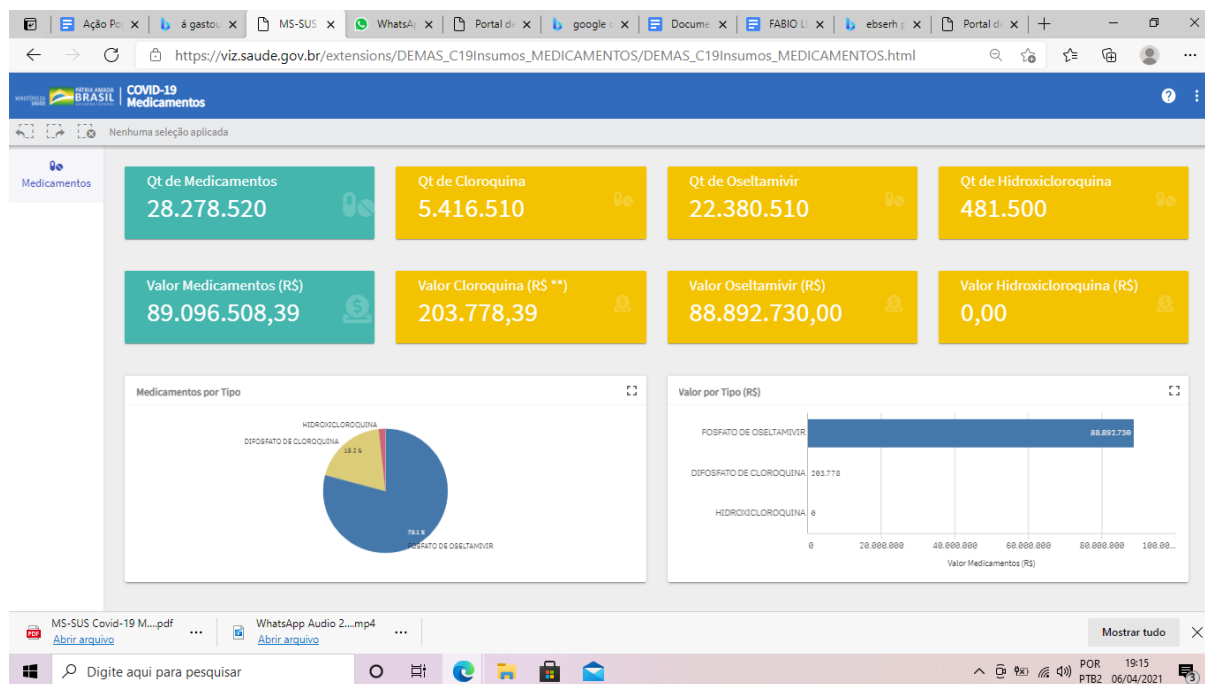 Ação Po
á gastou
MS-SUS
WhatsA
Portal d
google c
Docume
FABIO L
ebserh p
Portal d
https://viz.saude.gov.br/extensions/DEMAS_C19Insumos_MEDICAMENTOS/DEMAS_C19Insumos_MEDICAMENTOS.html
PÁTRIA AMADA
BRASIL
COVID-19
Medicamentos
Nenhuma seleção aplicada
Medicamentos
Qt de Medicamentos
28.278.520
Qt de Cloroquina
5.416.510
Qt de Oseltamivir
22.380.510
Qt de Hidroxicloroquina
481.500
Valor Medicamentos (R$)
89.096.508,39
Valor Cloroquina (R$ **)
203.778,39
Valor Oseltamivir (R$)
88.892.730,00
Valor Hidroxicloroquina (R$)
0,00
Medicamentos por Tipo
HIDROXICLOROQUINA
DIFOSFATO DE CLOROQUINA
19.2 %
79.1 %
FOSFATO DE OSELTAMIVIR
Valor por Tipo (R$)
FOSFATO DE OSELTAMIVIR
88.892.730
DIFOSFATO DE CLOROQUINA
203.778
HIDROXICLOROQUINA
0
0 20.000.000 40.000.000 60.000.000 80.000.000 100.00...
Valor Medicamentos (R$)
MS-SUS Covid-19 M....pdf
Abrir arquivo
WhatsApp Audio 2....mp4
Abrir arquivo
Mostrar tudo
Digite aqui para pesquisar
POR
PTB2
19:15
06/04/2021
3